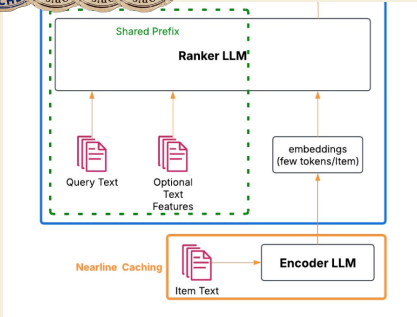 Shared Prefix
Ranker LLM
Query Text
Optional
Text
Features
embeddings
(few tokens/Item)
Nearline Caching
Item Text
Encoder LLM